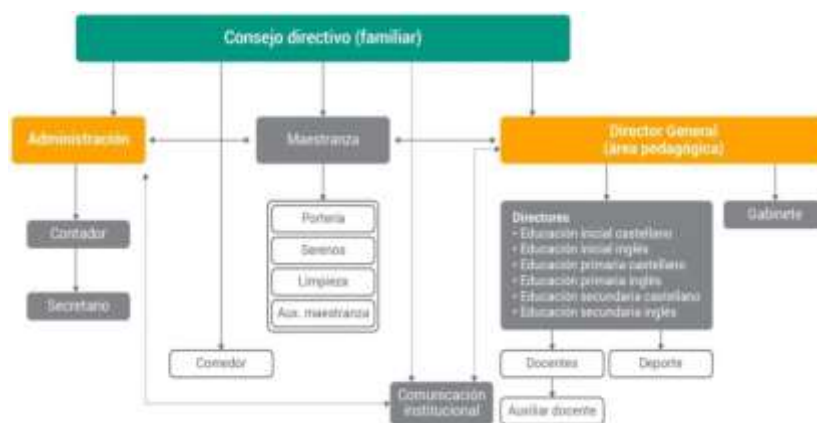 Consejo directivo (familiar)
Administración
Maestranza
Director General
(área pedagógica)
Contador
Secretario
Portería
Serenos
Limpieza
Aux. maestranza
Directores
• Educación inicial castellano
• Educación inicial inglés
• Educación primaria castellano
• Educación primaria inglés
• Educación secundaria castellano
• Educación secundaria inglés
Gabinete
Comedor
Docentes
Deporte
Comunicación
institucional
Auxiliar docente